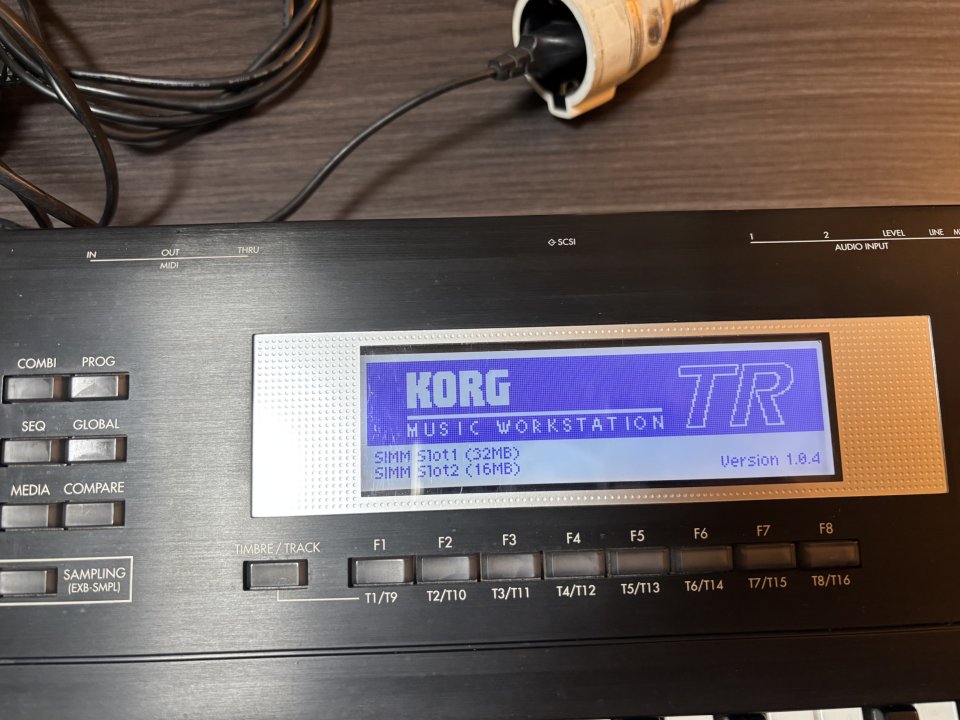 IN OUT THRU
MIDI
SCSI
1 2 LEVEL LINE
AUDIO INPUT
COMBI PROG
SEQ GLOBAL
MEDIA COMPARE
SAMPLING
(EXB-SMPL)
KORG TR
MUSIC WORKSTATION
SIMM Slot1 (32MB)
SIMM Slot2 (16MB)
Version 1.0.4
TIMBRE / TRACK
F1 F2 F3 F4 F5 F6 F7 F8
T1/T9 T2/T10 T3/T11 T4/T12 T5/T13 T6/T14 T7/T15 T8/T16